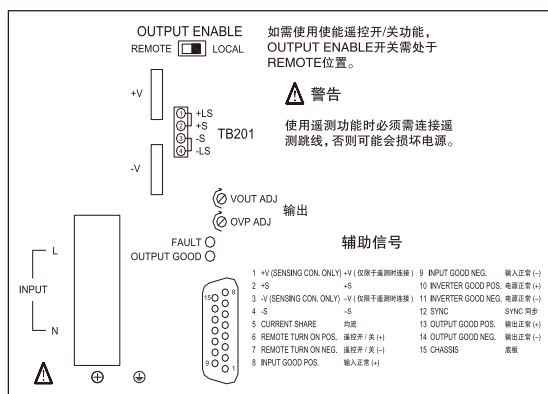 OUTPUT ENABLE
REMOTE LOCAL
如需使用使能遥控开/关功能，
OUTPUT ENABLE开关需处于
REMOTE位置。
警告
使用遥测功能时必须需连接遥
测跳线，否则可能会损坏电源。
+V
-V
1 +LS
2 +S
3 -S
4 -LS
TB201
VOUT ADJ
OVP ADJ
输出
FAULT
OUTPUT GOOD
L
INPUT
N
15 8
9 1
辅助信号
1 +V (SENSING CON. ONLY) +V ( 仅限于遥测时连接 )
2 +S +S
3 -V (SENSING CON. ONLY) –V ( 仅限于遥测时连接 )
4 -S –S
5 CURRENT SHARE 均流
6 REMOTE TURN ON POS. 遥控开 / 关 (+)
7 REMOTE TURN ON NEG. 遥控开 / 关 (–)
8 INPUT GOOD POS. 输入正常 (+)
9 INPUT GOOD NEG. 输入正常 (–)
10 INVERTER GOOD POS. 电源正常 (+)
11 INVERTER GOOD NEG. 电源正常 (–)
12 SYNC SYNC 同步
13 OUTPUT GOOD POS. 输出正常 (+)
14 OUTPUT GOOD NEG. 输出正常 (–)
15 CHASSIS 底板